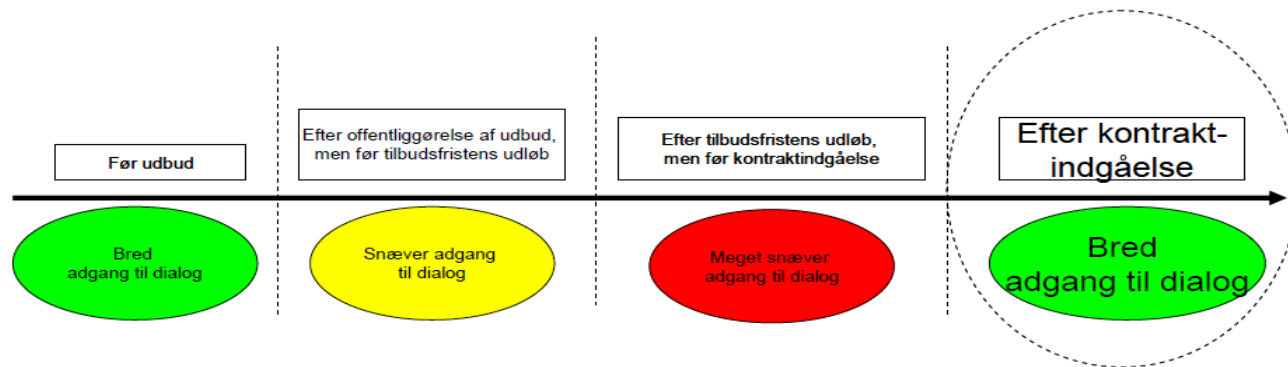 Før udbud
Efter offentliggørelse af udbud,
men før tilbudsfristens udløb
Efter tilbudsfristens udløb,
men før kontraktindgåelse
Efter kontrakt-
indgåelse
Bred
adgang til dialog
Snæver adgang
til dialog
Meget snæver
adgang til dialog
Bred
adgang til dialog